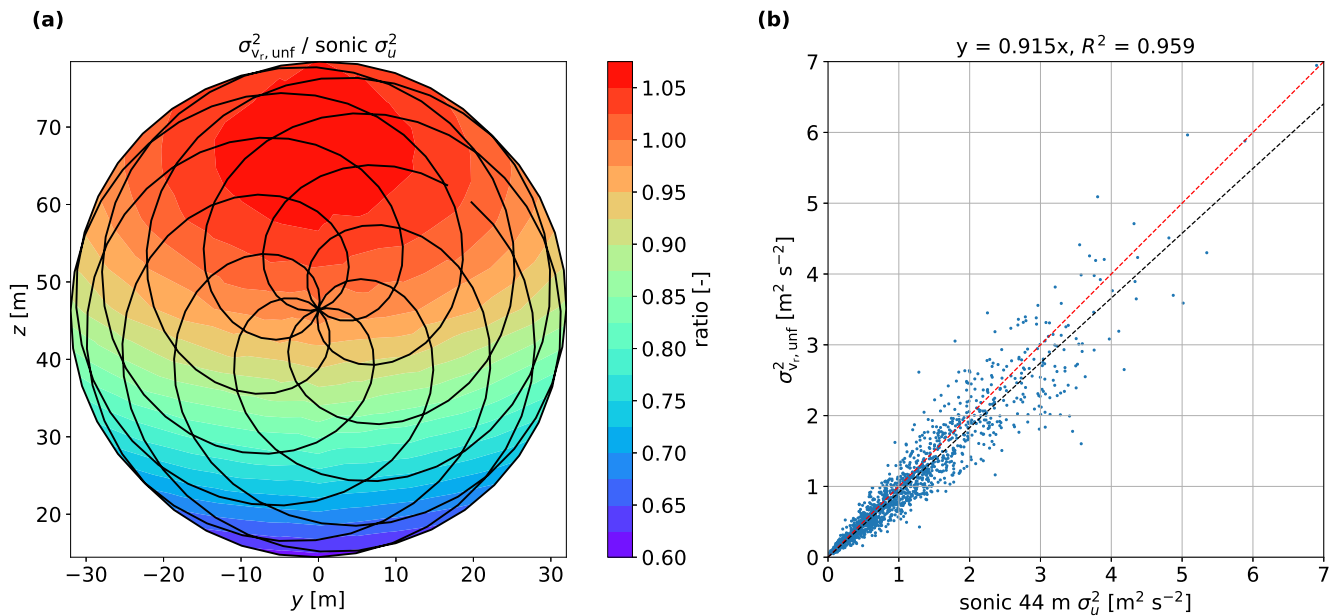 (a)
σ²ᵥᵣ,unf / sonic σ²ᵤ
70
60
50
40
30
20
z [m]
−30 −20 −10 0 10 20 30
y [m]
1.05
1.00
0.95
0.90
0.85
0.80
0.75
0.70
0.65
0.60
ratio [-]
(b)
y = 0.915x, R² = 0.959
7
6
5
4
3
2
1
0
σ²ᵥᵣ,unf [m² s⁻²]
0 1 2 3 4 5 6 7
sonic 44 m σ²ᵤ [m² s⁻²]